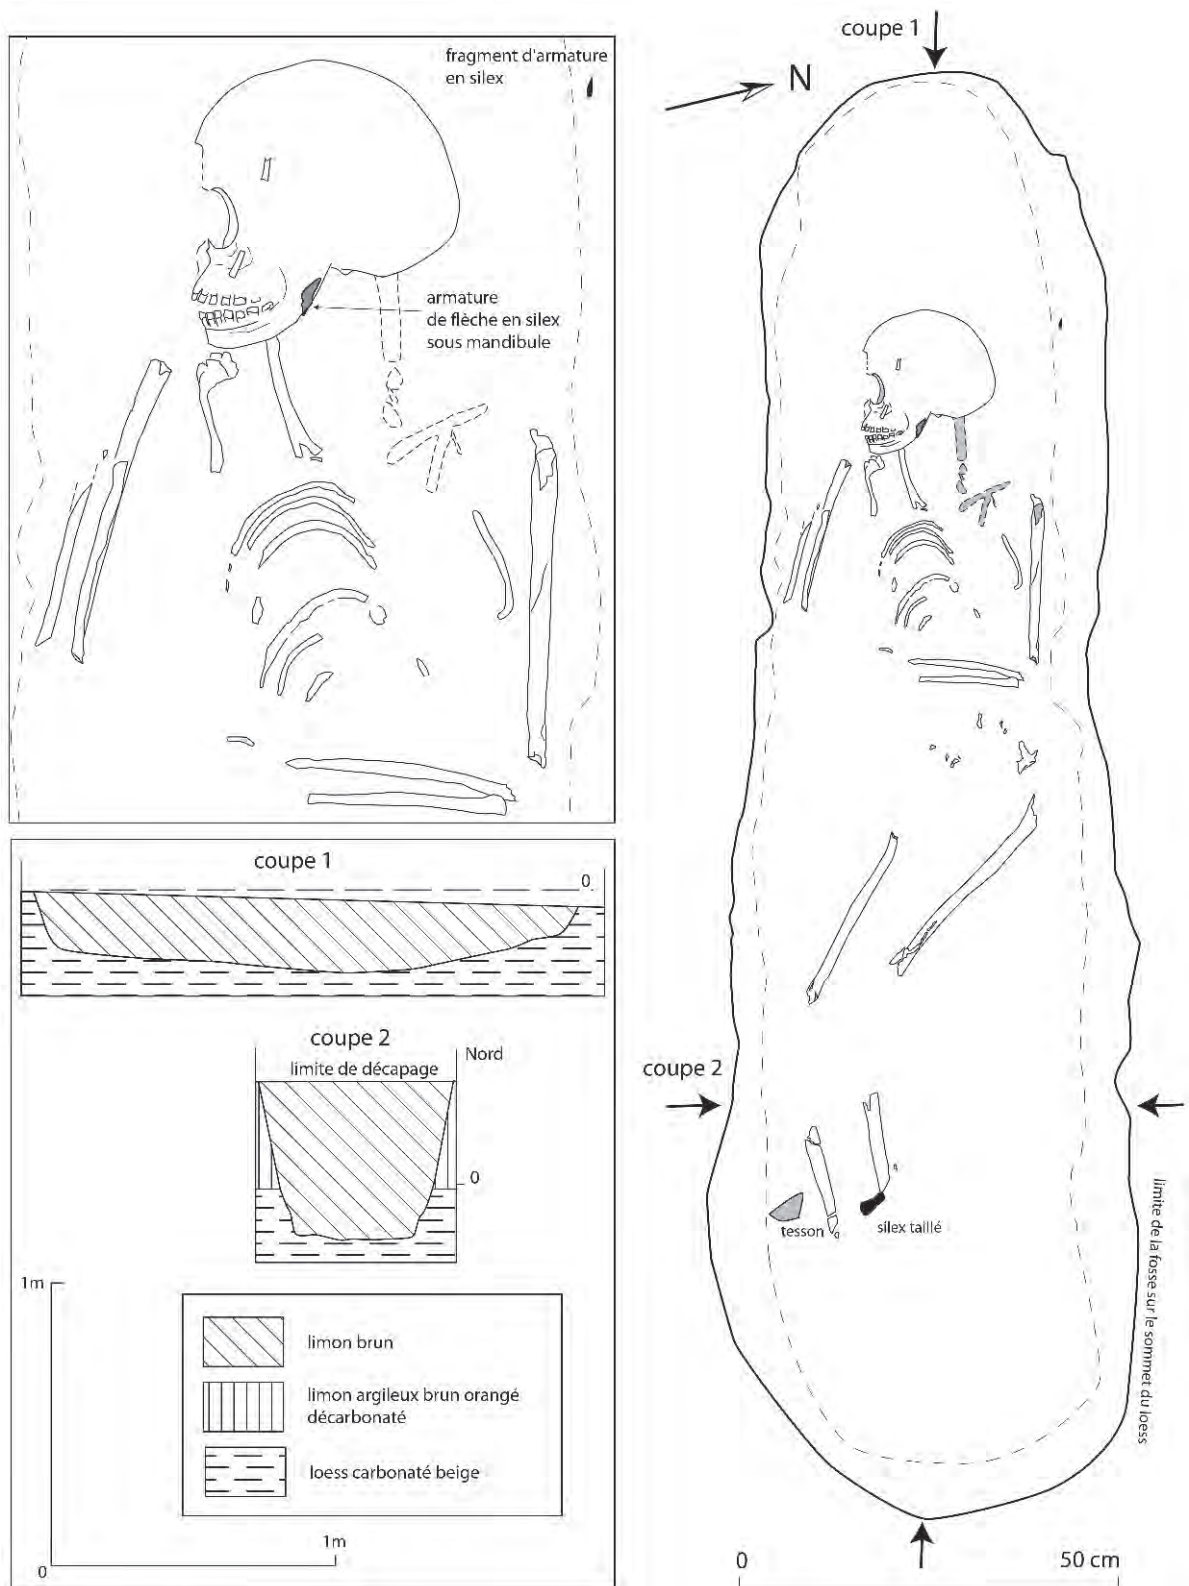 fragment d'armature
en silex
armature
de flèche en silex
sous mandibule
coupe 1
0
coupe 2
Nord
limite de décapage
0
1m
limon brun
limon argileux brun orangé
décarbonaté
loess carbonaté beige
1m
0
coupe 1
N
coupe 2
tesson
silex taillé
limite de la fosse sur le sommet du loess
0
50 cm